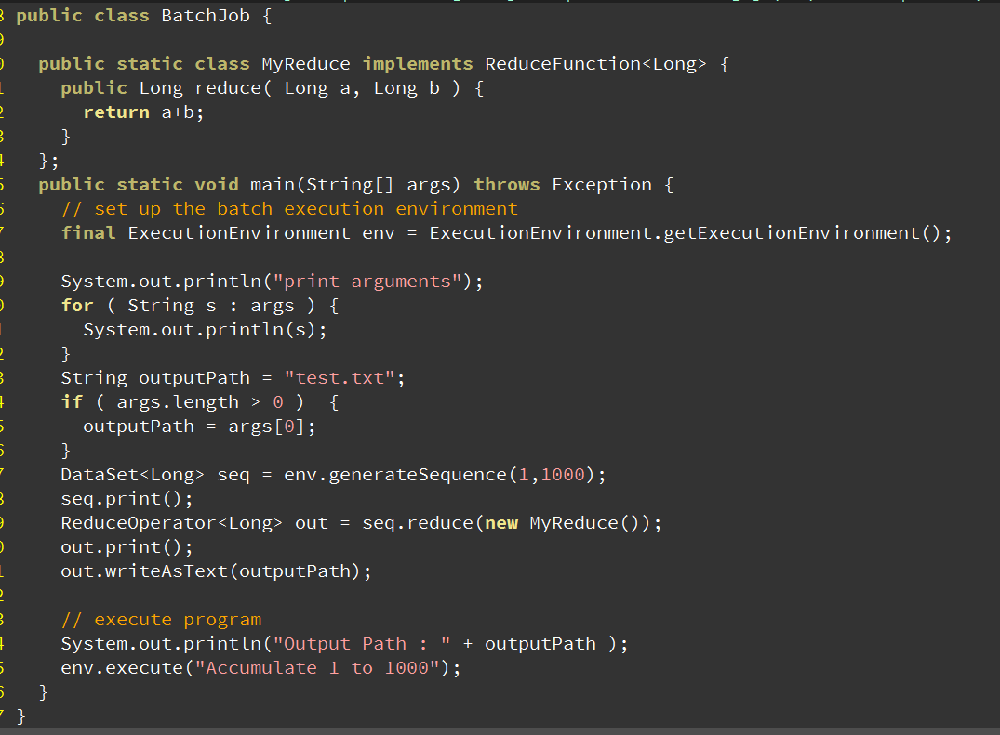 public class BatchJob {
public static class MyReduce implements ReduceFunction<Long> {
public Long reduce( Long a, Long b ) {
return a+b;
}
};
public static void main(String[] args) throws Exception {
// set up the batch execution environment
final ExecutionEnvironment env = ExecutionEnvironment.getExecutionEnvironment();
System.out.println("print arguments");
for ( String s : args ) {
System.out.println(s);
}
String outputPath = "test.txt";
if ( args.length > 0 )  {
outputPath = args[0];
}
DataSet<Long> seq = env.generateSequence(1,1000);
seq.print();
ReduceOperator<Long> out = seq.reduce(new MyReduce());
out.print();
out.writeAsText(outputPath);
// execute program
System.out.println("Output Path : " + outputPath );
env.execute("Accumulate 1 to 1000");
}
}